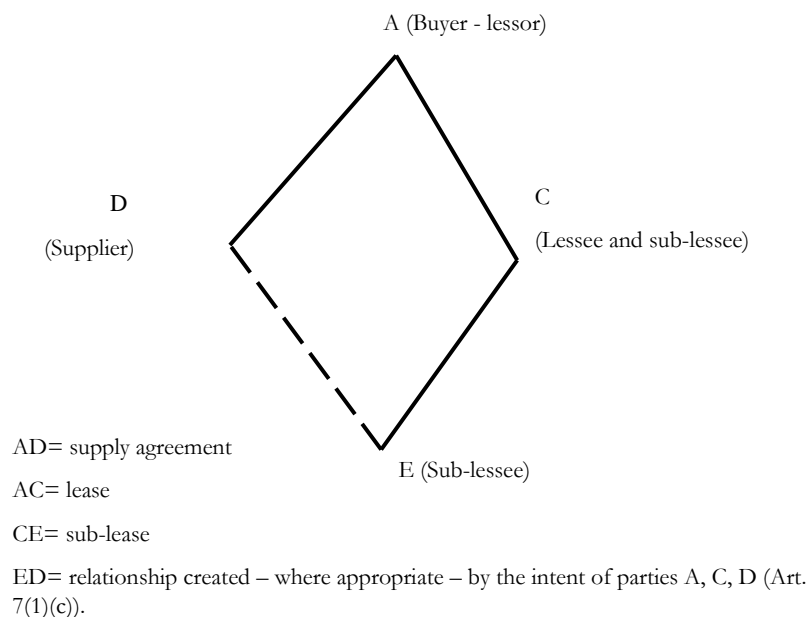 A (Buyer - lessor)
D
(Supplier)
C
(Lessee and sub-lessee)
E (Sub-lessee)
AD= supply agreement
AC= lease
CE= sub-lease
ED= relationship created – where appropriate – by the intent of parties A, C, D (Art.
7(1)(c)).